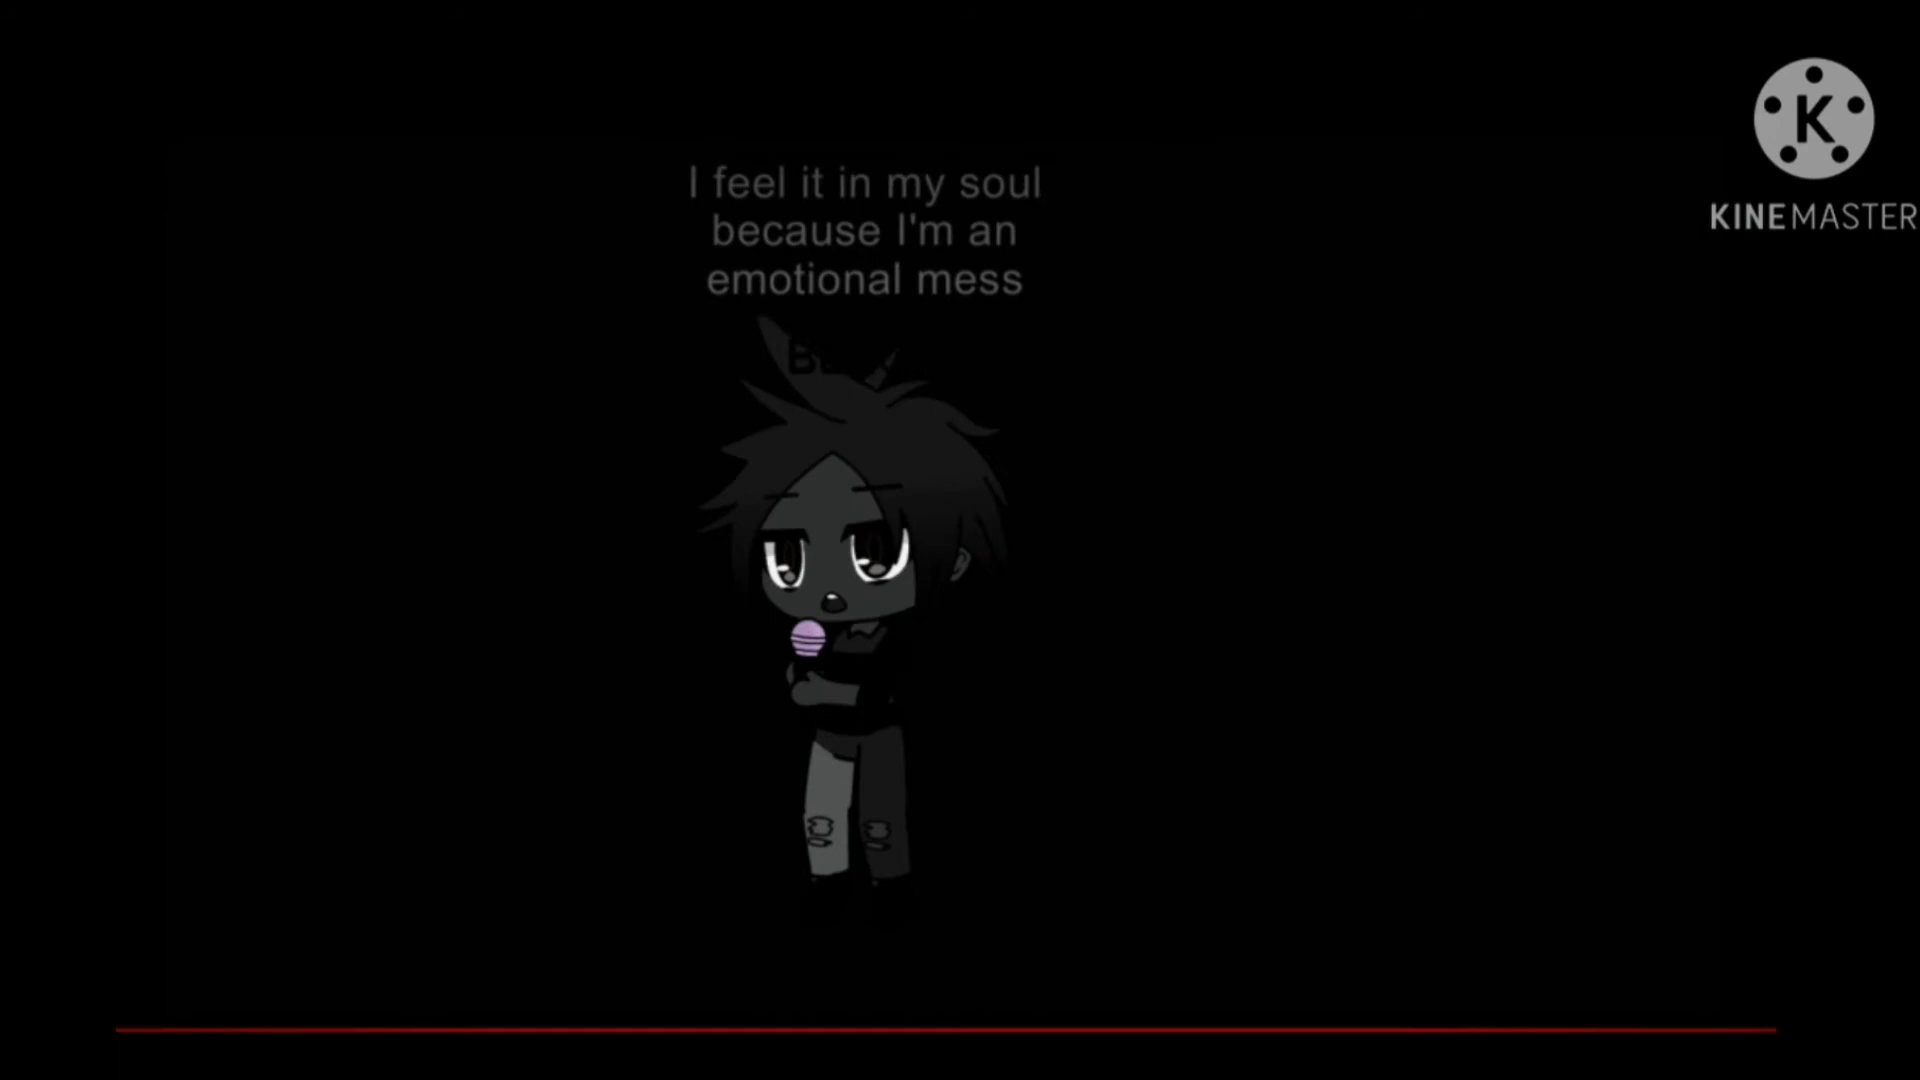 I feel it in my soul
because I'm an
emotional mess
K
KINEMASTER